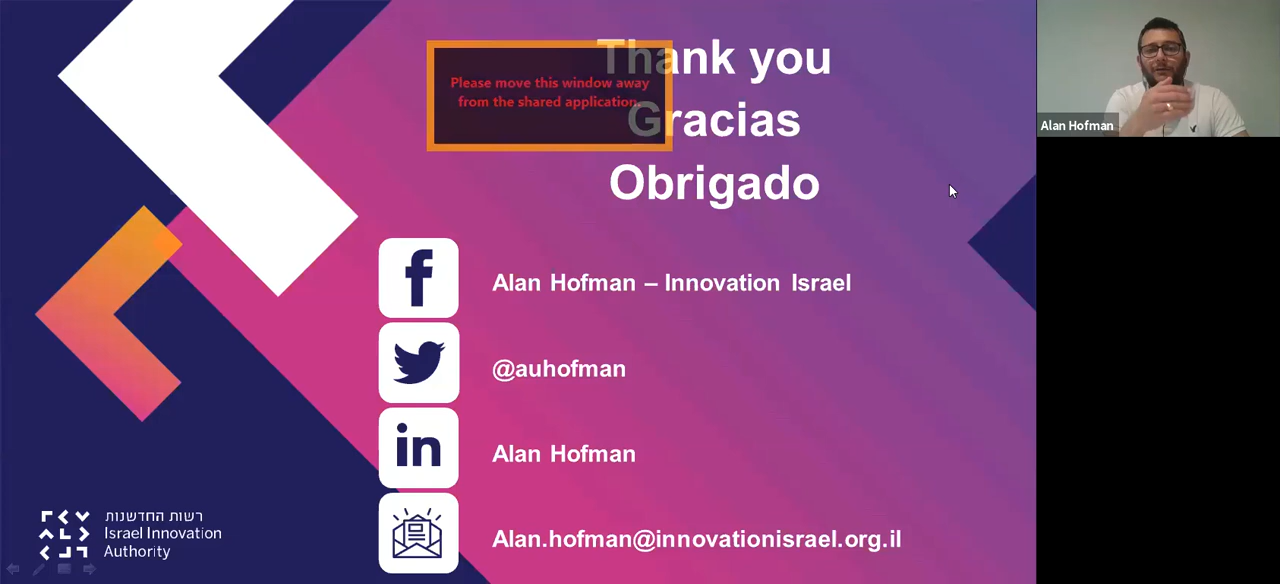 Thank you
Gracias
Obrigado
Please move this window away
from the shared application.
Alan Hofman
Alan Hofman – Innovation Israel
@auhofman
in
Alan Hofman
Alan.hofman@innovationisrael.org.il
רשות החדשנות
Israel Innovation
Authority